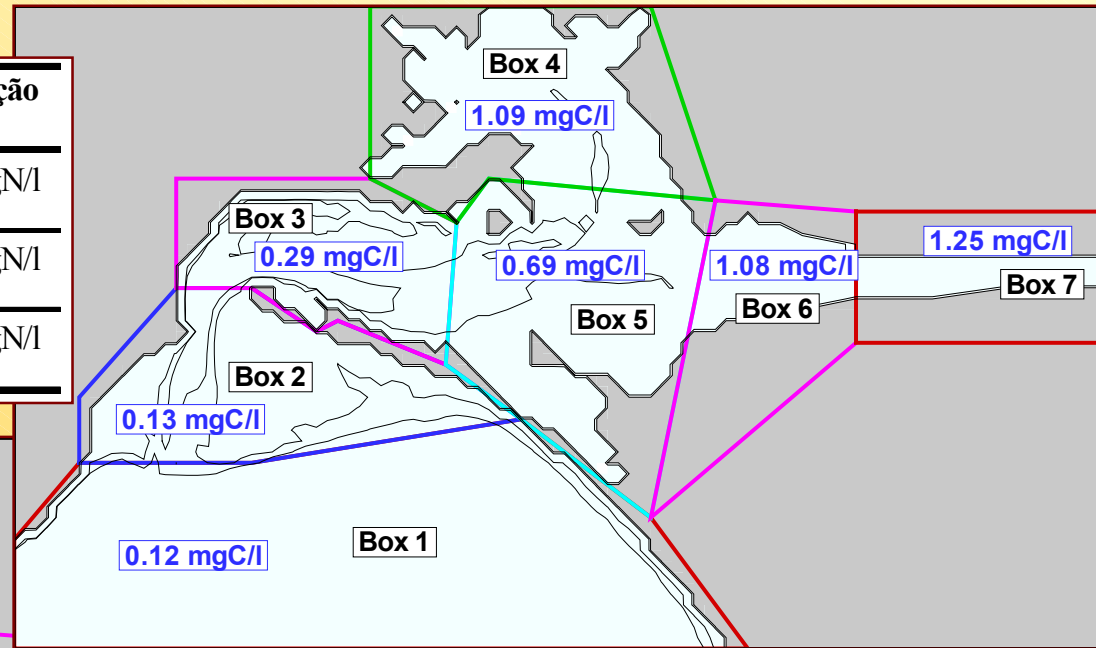 ção
N/l
N/l
N/l
Box 4
1.09 mgC/l
Box 3
0.29 mgC/l
0.69 mgC/l
1.08 mgC/l
1.25 mgC/l
Box 7
Box 6
Box 5
Box 2
0.13 mgC/l
Box 1
0.12 mgC/l